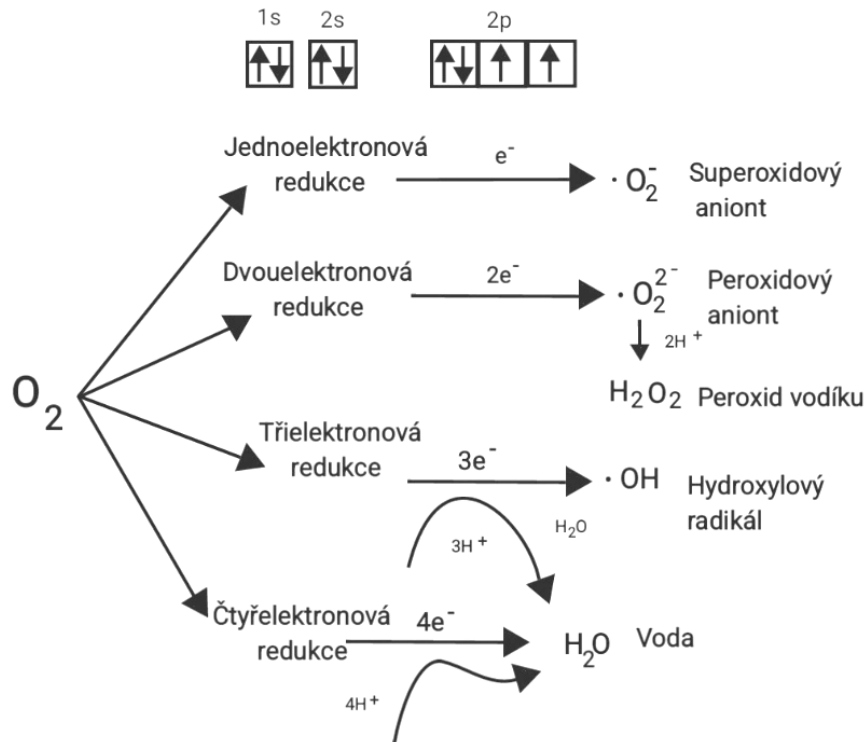 1s 2s 2p
Jednoelektronová
redukce
e⁻
· O₂⁻
Superoxidový
aniont
Dvouelektronová
redukce
2e⁻
· O₂²⁻
Peroxidový
aniont
2H⁺
H₂O₂ Peroxid vodíku
O₂
Třielektronová
redukce
3e⁻
· OH
Hydroxylový
radikál
3H⁺
H₂O
Čtyřelektronová
redukce
4e⁻
H₂O Voda
4H⁺